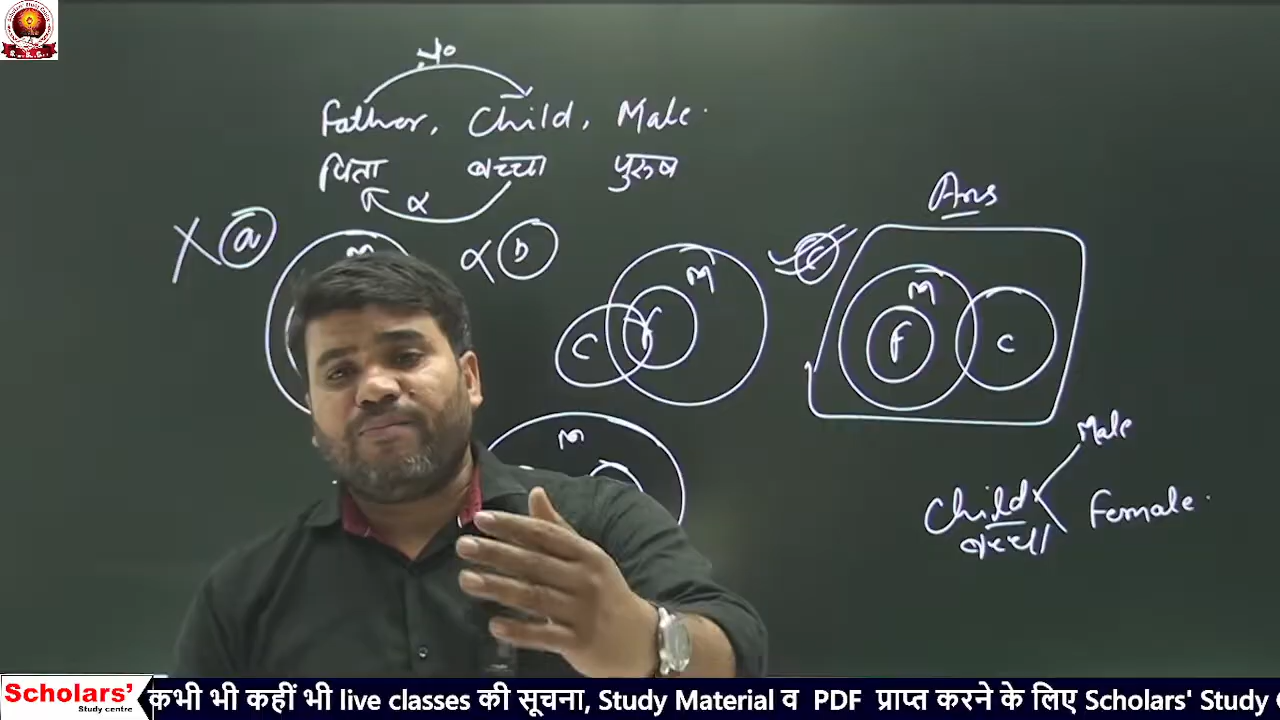 Father, Child, Male.
पिता बच्चा पुरुष
α
Ans
a
α b
M
M
C F
M
F C
M
Male
Child
Female.
बच्चा
Scholars'
Study centre
कभी भी कहीं भी live classes की सूचना, Study Material व PDF प्राप्त करने के लिए Scholars' Study